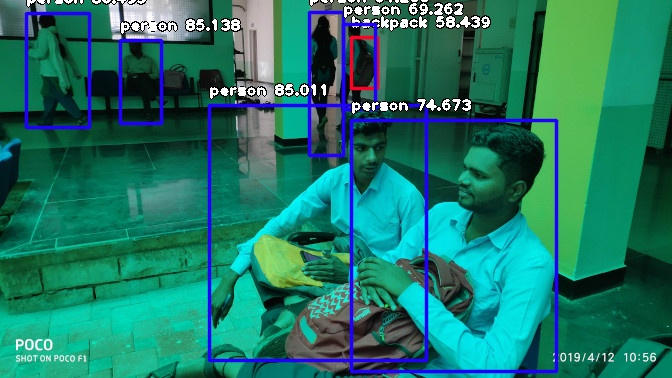 person 85.138
person 69.262
backpack 58.439
person 85.011
person 74.673
POCO
SHOT ON POCO F1
2019/4/12 10:56